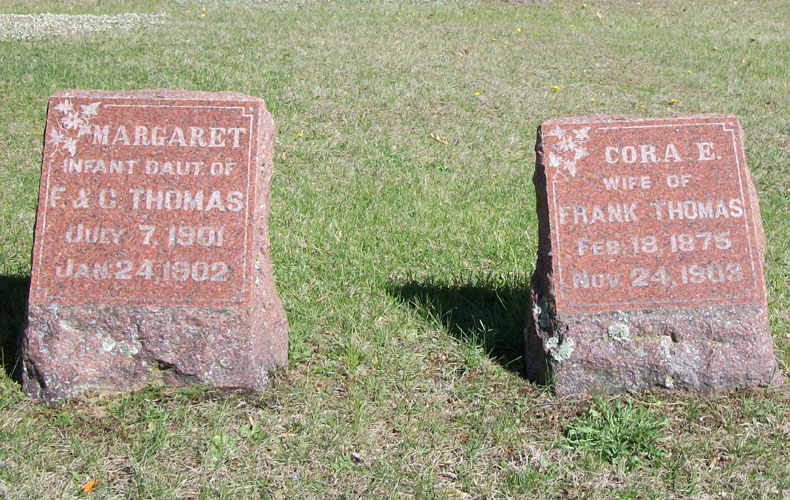 MARGARET
INFANT DAUT. OF
F. & C. THOMAS
JULY 7, 1901
JAN. 24, 1902
CORA E.
WIFE OF
FRANK THOMAS
FEB. 18, 1875
NOV. 24, 1903